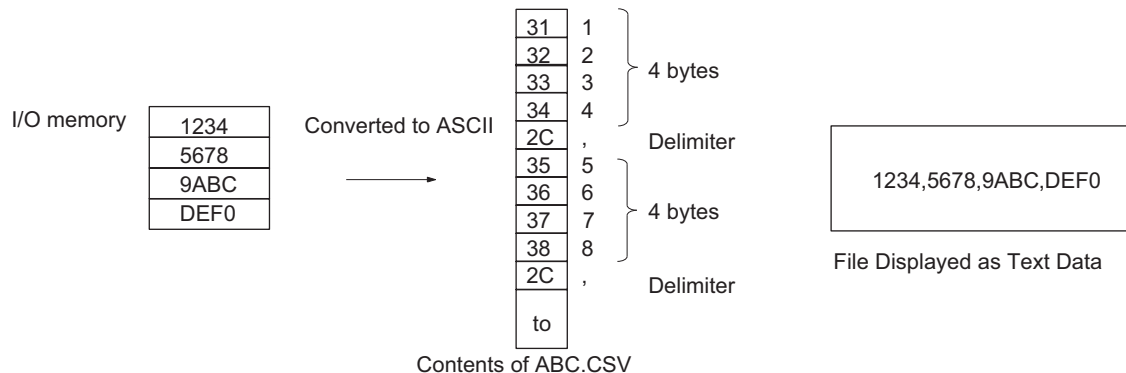 I/O memory
1234
5678
9ABC
DEF0
Converted to ASCII
31 1
32 2
33 3
34 4
4 bytes
2C ,
Delimiter
35 5
36 6
37 7
38 8
4 bytes
2C ,
Delimiter
to
Contents of ABC.CSV
1234,5678,9ABC,DEF0
File Displayed as Text Data